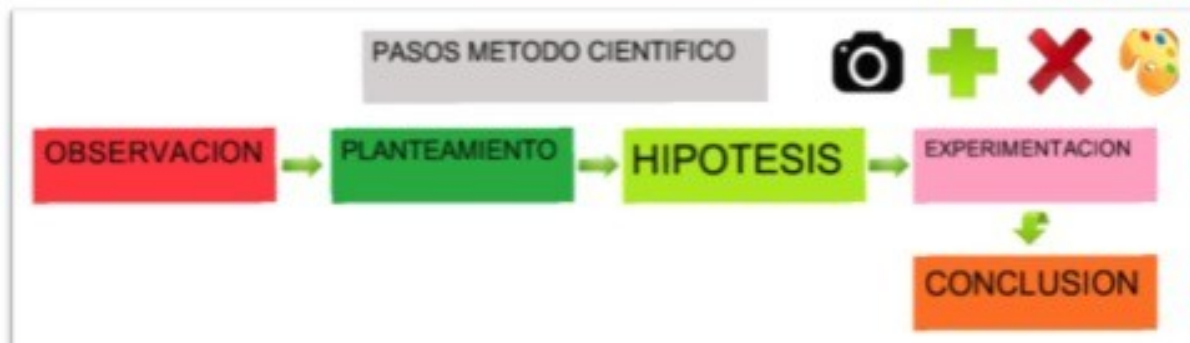 PASOS METODO CIENTIFICO
OBSERVACION
PLANTEAMIENTO
HIPOTESIS
EXPERIMENTACION
CONCLUSION